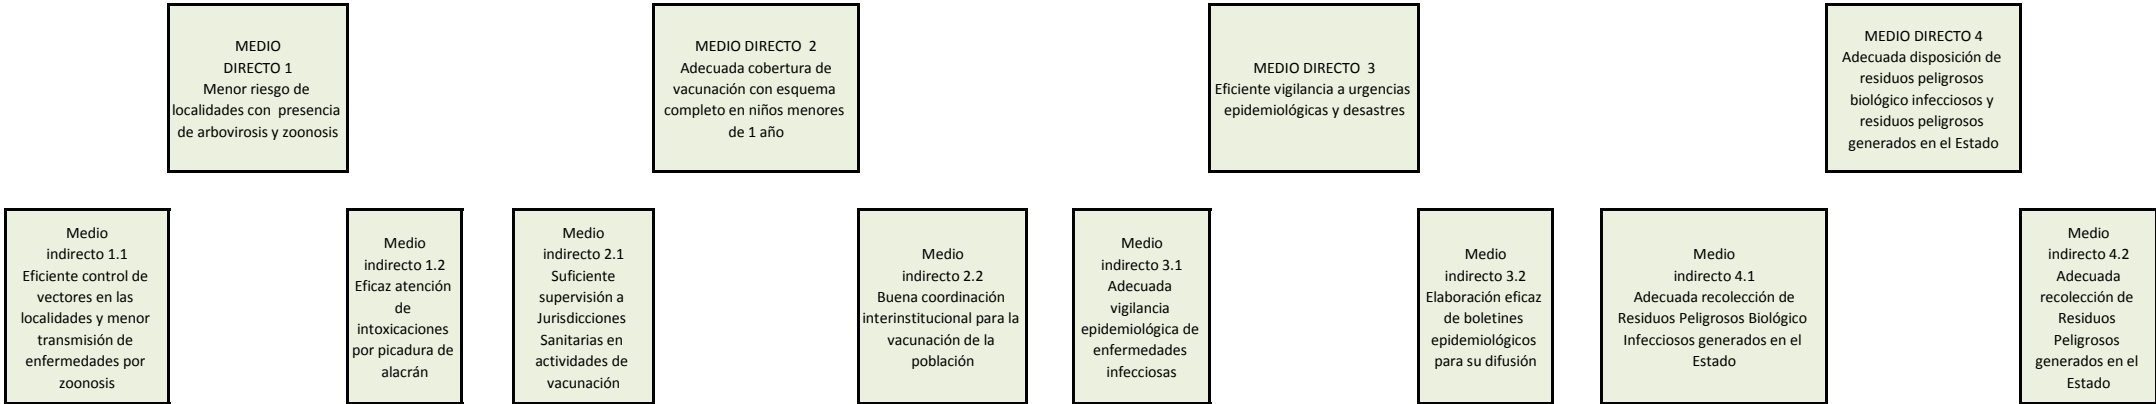 MEDIO
DIRECTO 1
Menor riesgo de
localidades con presencia
de arbovirosis y zoonosis
MEDIO DIRECTO 2
Adecuada cobertura de
vacunación con esquema
completo en niños menores
de 1 año
MEDIO DIRECTO 3
Eficiente vigilancia a urgencias
epidemiológicas y desastres
MEDIO DIRECTO 4
Adecuada disposición de
residuos peligrosos
biológico infecciosos y
residuos peligrosos
generados en el Estado
Medio
indirecto 1.1
Eficiente control de
vectores en las
localidades y menor
transmisión de
enfermedades por
zoonosis
Medio
indirecto 1.2
Eficaz atención
de
intoxicaciones
por picadura de
alacrán
Medio
indirecto 2.1
Suficiente
supervisión a
Jurisdicciones
Sanitarias en
actividades de
vacunación
Medio
indirecto 2.2
Buena coordinación
interinstitucional para la
vacunación de la
población
Medio
indirecto 3.1
Adecuada
vigilancia
epidemiológica de
enfermedades
infecciosas
Medio
indirecto 3.2
Elaboración eficaz
de boletines
epidemiológicos
para su difusión
Medio
indirecto 4.1
Adecuada recolección de
Residuos Peligrosos Biológico
Infecciosos generados en el
Estado
Medio
indirecto 4.2
Adecuada
recolección de
Residuos
Peligrosos
generados en el
Estado